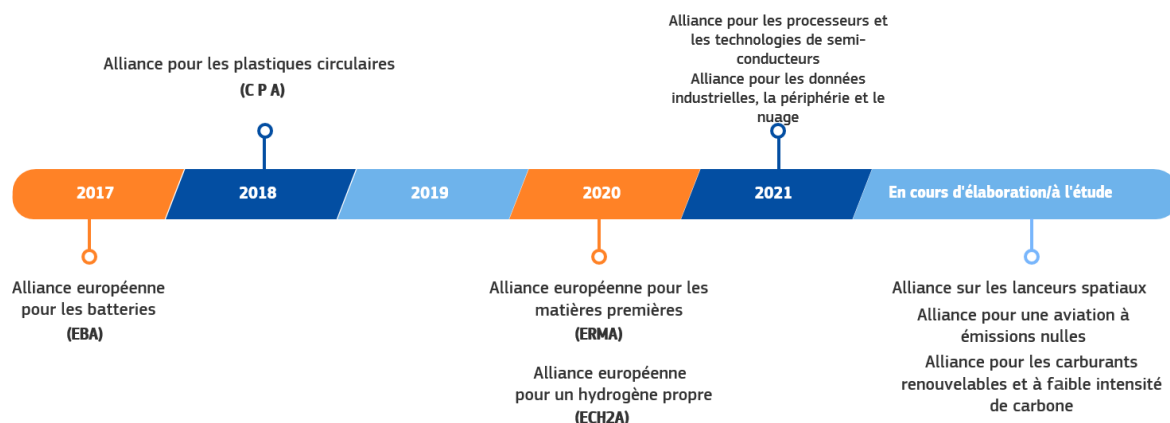 Alliance pour les processeurs et
les technologies de semi-
conducteurs
Alliance pour les données
industrielles, la périphérie et le
nuage
Alliance pour les plastiques circulaires
(C P A)
2017
2018
2019
2020
2021
En cours d'élaboration/à l'étude
Alliance européenne
pour les batteries
(EBA)
Alliance européenne pour les
matières premières
(ERMA)
Alliance européenne
pour un hydrogène propre
(ECH2A)
Alliance sur les lanceurs spatiaux
Alliance pour une aviation à
émissions nulles
Alliance pour les carburants
renouvelables et à faible intensité
de carbone